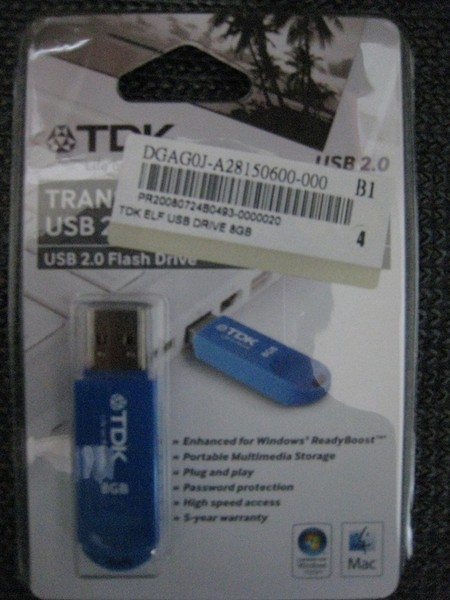 TDK
USB 2.0
DGAG0J-A28150600-000 B1
PR20080724B0493-0000020
TDK ELF USB DRIVE 8GB
4
TRAN
USB 2
USB 2.0 Flash Drive
TDK
TDK
8GB
» Enhanced for Windows® ReadyBoost™
» Portable Multimedia Storage
» Plug and play
» Password protection
» High speed access
» 5-year warranty
Windows
Mac